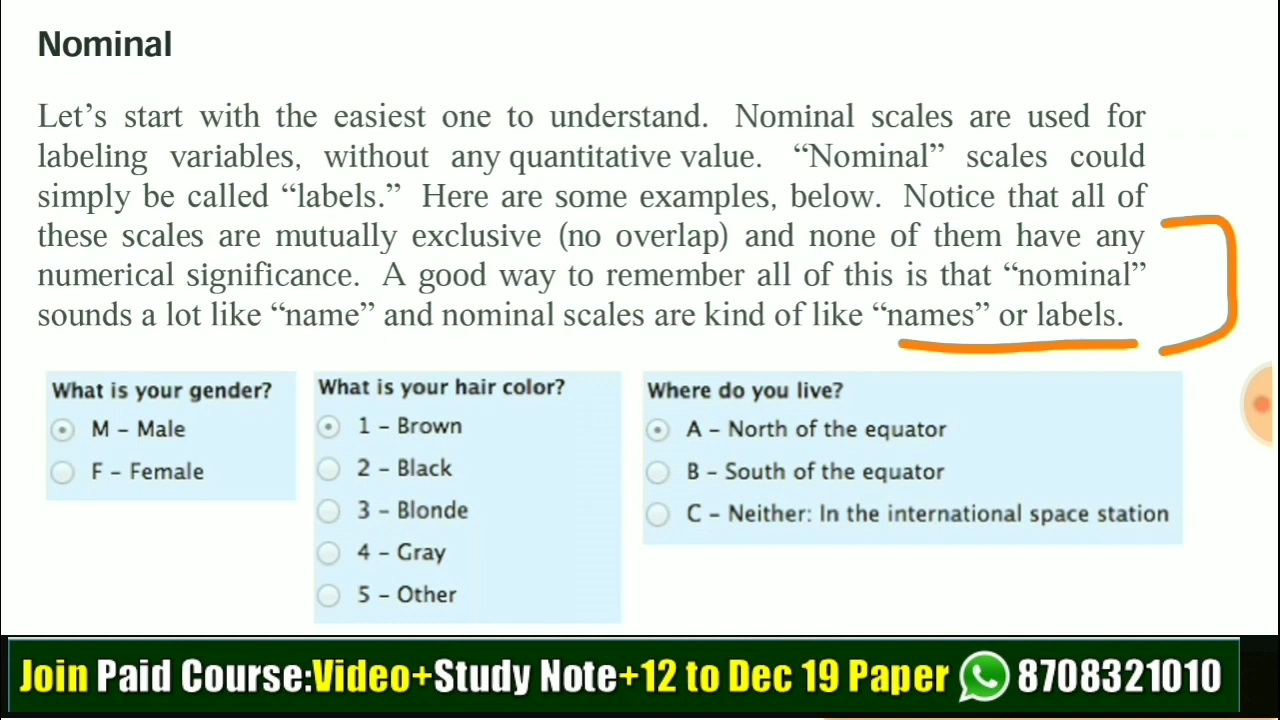 Nominal
Let’s start with the easiest one to understand. Nominal scales are used for
labeling variables, without any quantitative value. “Nominal” scales could
simply be called “labels.” Here are some examples, below. Notice that all of
these scales are mutually exclusive (no overlap) and none of them have any
numerical significance. A good way to remember all of this is that “nominal”
sounds a lot like “name” and nominal scales are kind of like “names” or labels.
What is your gender?
M – Male
F – Female
What is your hair color?
1 – Brown
2 – Black
3 – Blonde
4 – Gray
5 – Other
Where do you live?
A – North of the equator
B – South of the equator
C – Neither: In the international space station
Join Paid Course:Video+Study Note+12 to Dec 19 Paper 8708321010